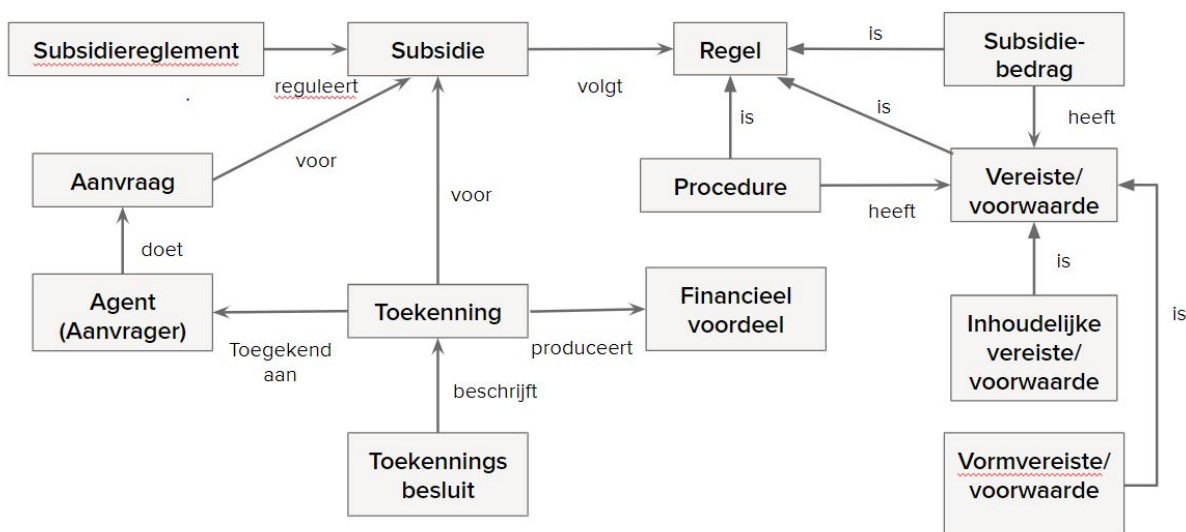 Subsidiereglement
Subsidie
Regel
is
Subsidie-
bedrag
reguleert
volgt
is
is
heeft
Aanvraag
voor
voor
Procedure
heeft
Vereiste/
voorwaarde
doet
is
Agent
(Aanvrager)
Toekenning
Financieel
voordeel
Inhoudelijke
vereiste/
voorwaarde
is
Toegekend
aan
produceert
beschrijft
Toekennings
besluit
Vormvereiste/
voorwaarde